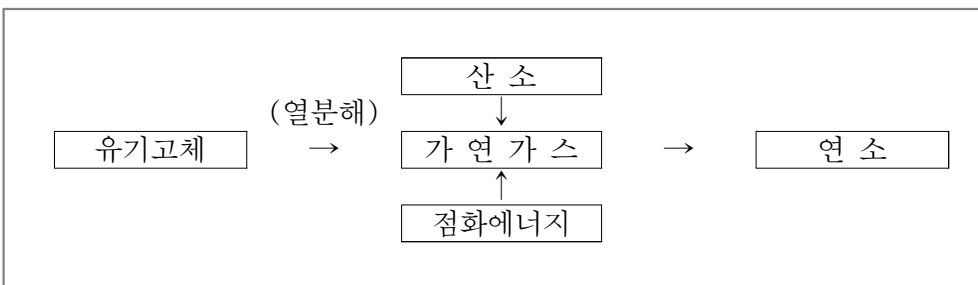 산 소
(열분해)
↓
유기고체 → 가 연 가 스 → 연 소
↑
점화에너지